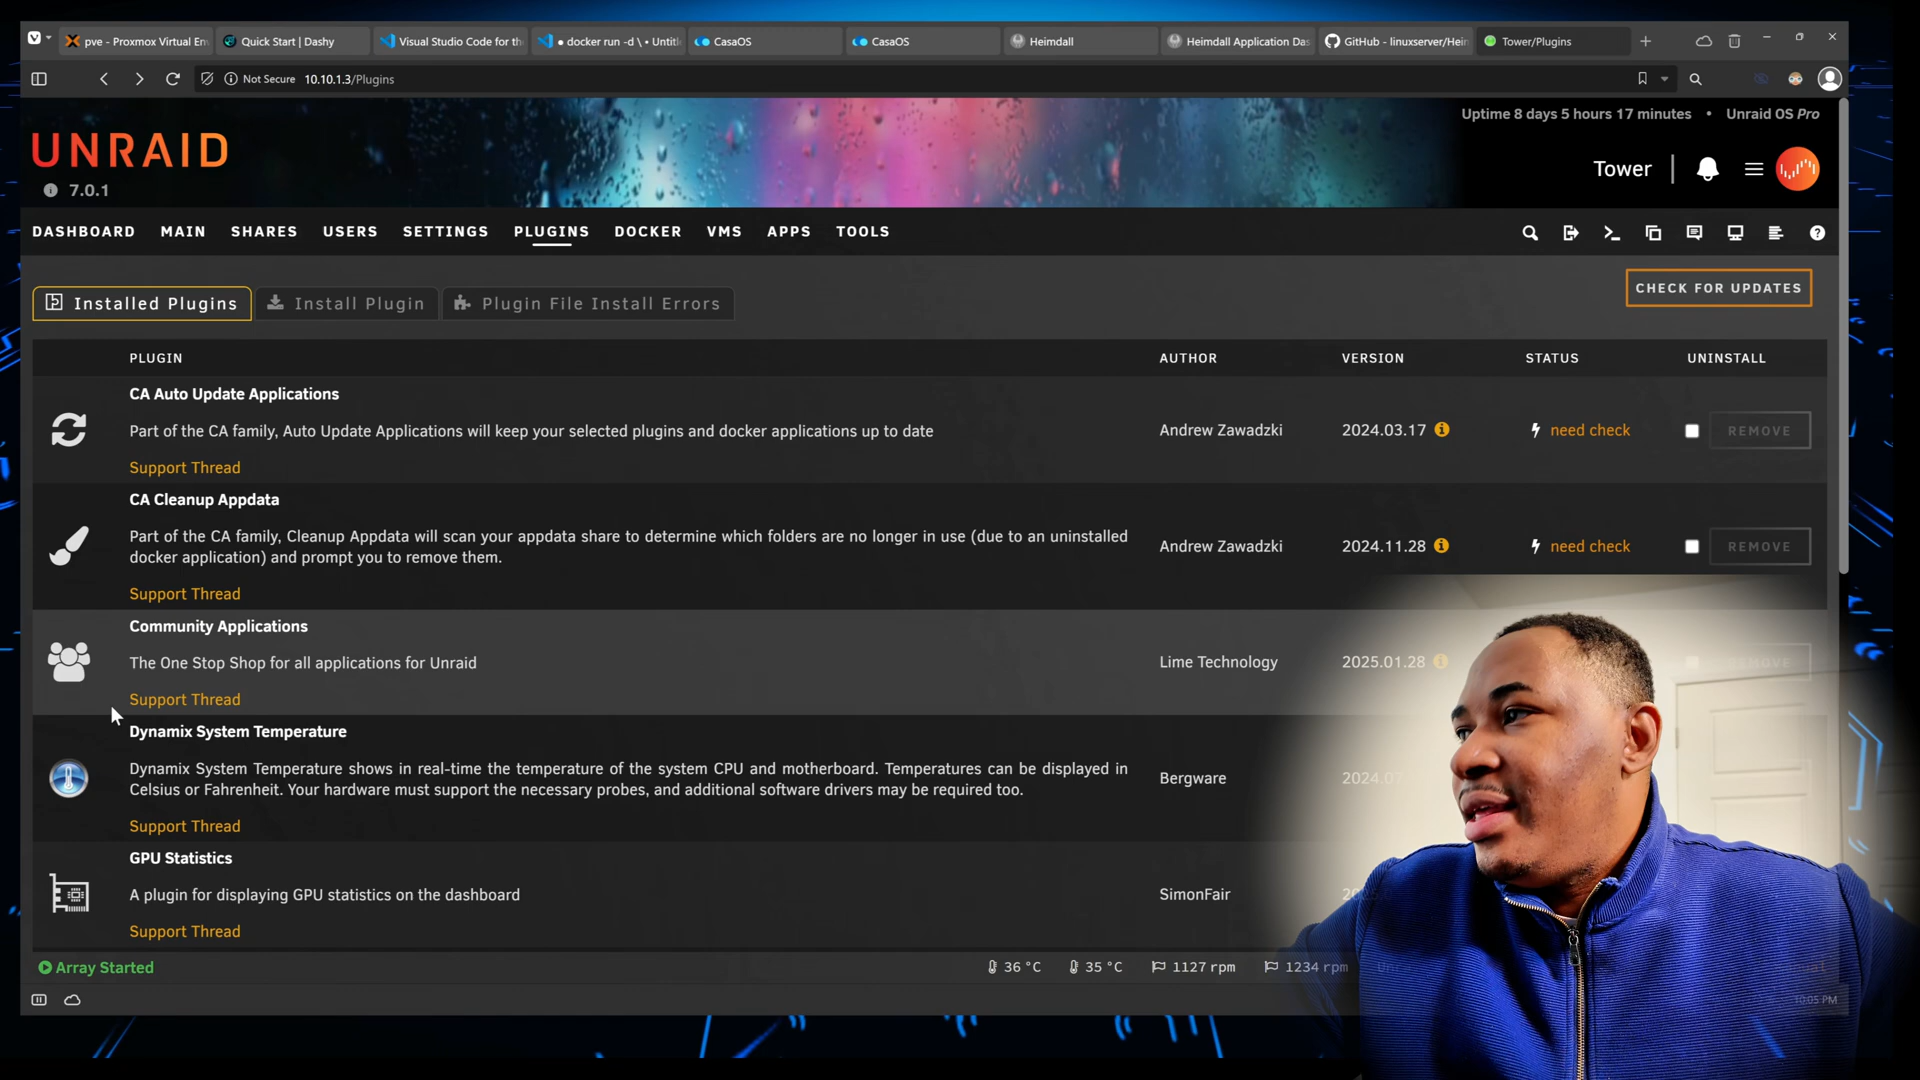 pve - Proxmox Virtual En
Quick Start | Dashy
Visual Studio Code for th
● docker run -d \ • Untit
CasaOS
CasaOS
Heimdall
Heimdall Application Das
GitHub - linuxserver/Hein
Tower/Plugins
Not Secure 10.10.1.3/Plugins
Uptime 8 days 5 hours 17 minutes • Unraid OS Pro
UNRAID
7.0.1
Tower
DASHBOARD MAIN SHARES USERS SETTINGS PLUGINS DOCKER VMS APPS TOOLS
Installed Plugins
Install Plugin
Plugin File Install Errors
CHECK FOR UPDATES
PLUGIN AUTHOR VERSION STATUS UNINSTALL
CA Auto Update Applications
Part of the CA family, Auto Update Applications will keep your selected plugins and docker applications up to date
Andrew Zawadzki 2024.03.17 need check REMOVE
Support Thread
CA Cleanup Appdata
Part of the CA family, Cleanup Appdata will scan your appdata share to determine which folders are no longer in use (due to an uninstalled
docker application) and prompt you to remove them.
Andrew Zawadzki 2024.11.28 need check REMOVE
Support Thread
Community Applications
The One Stop Shop for all applications for Unraid
Lime Technology 2025.01.28
Support Thread
Dynamix System Temperature
Dynamix System Temperature shows in real-time the temperature of the system CPU and motherboard. Temperatures can be displayed in
Celsius or Fahrenheit. Your hardware must support the necessary probes, and additional software drivers may be required too.
Bergware
Support Thread
GPU Statistics
A plugin for displaying GPU statistics on the dashboard
SimonFair
Support Thread
Array Started
36 °C 35 °C 1127 rpm 1234 rpm
10:05 PM